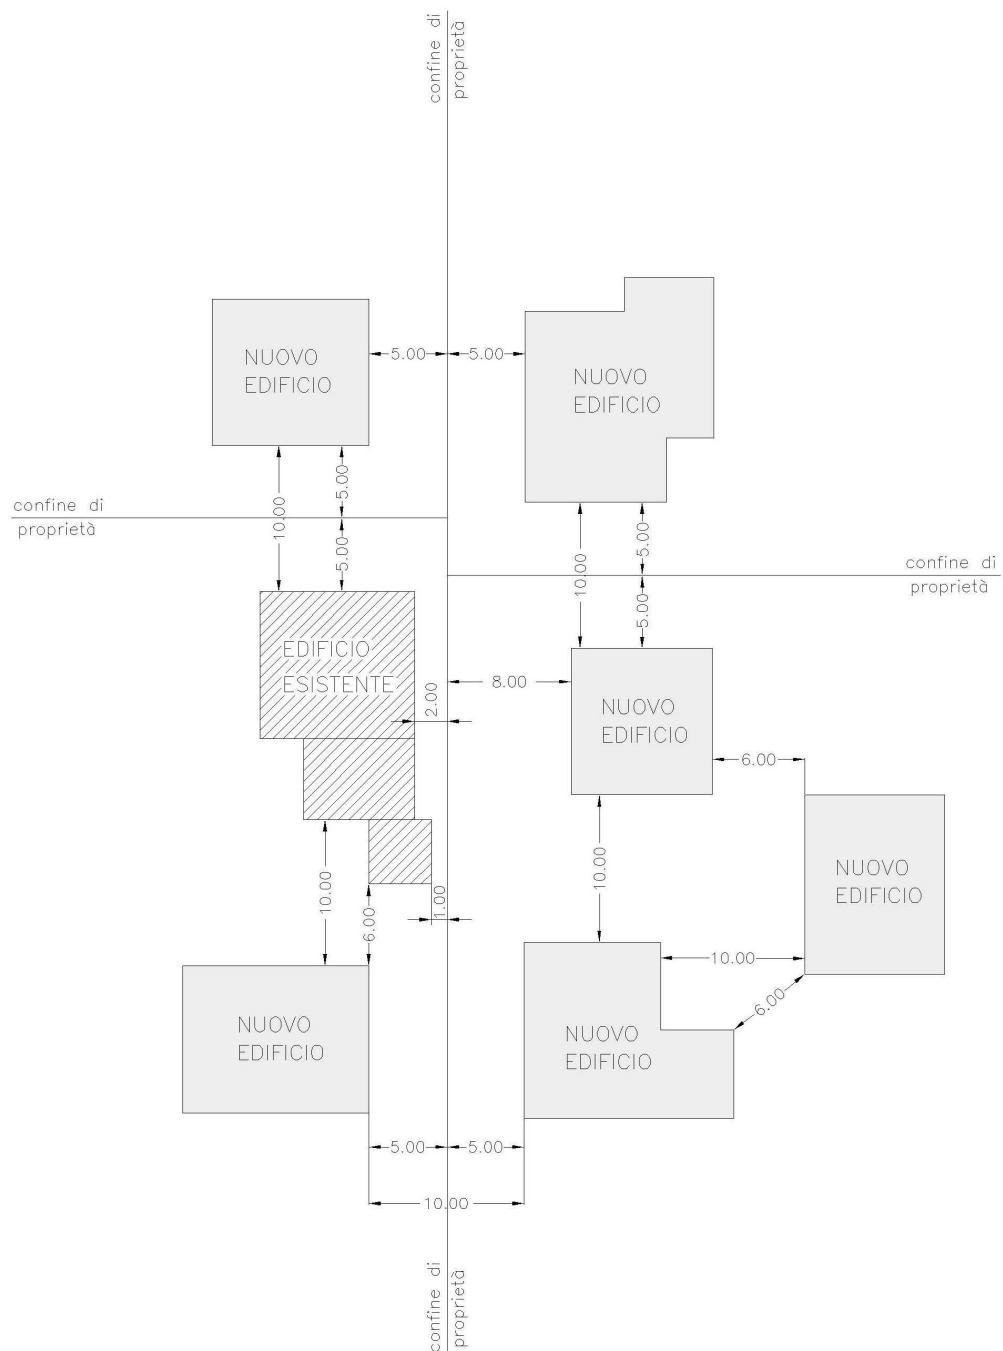 confine di
proprietà
NUOVO
EDIFICIO
5.00
5.00
NUOVO
EDIFICIO
10.00
5.00
5.00
confine di
proprietà
10.00
5.00
5.00
confine di
proprietà
EDIFICIO
ESISTENTE
2.00
8.00
NUOVO
EDIFICIO
6.00
10.00
10.00
6.00
1.00
NUOVO
EDIFICIO
10.00
6.00
NUOVO
EDIFICIO
NUOVO
EDIFICIO
5.00
5.00
10.00
confine di
proprietà